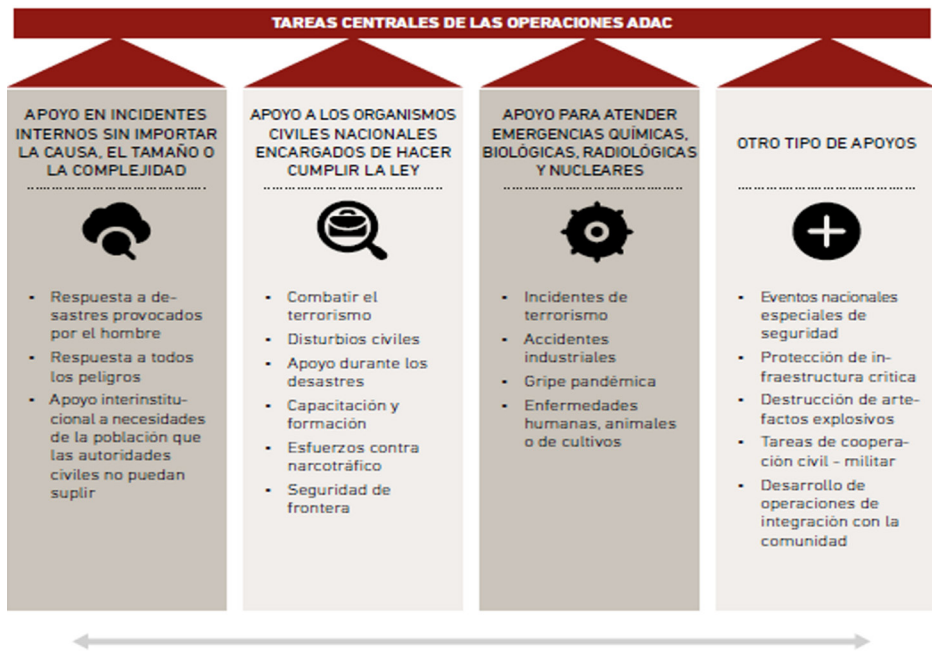 TAREAS CENTRALES DE LAS OPERACIONES ADAC
APOYO EN INCIDENTES
INTERNOS SIN IMPORTAR
LA CAUSA, EL TAMAÑO O
LA COMPLEJIDAD
• Respuesta a de-
sastres provocados
por el hombre
• Respuesta a todos
los peligros
• Apoyo interinstitu-
cional a necesidades
de la población que
las autoridades
civiles no puedan
suplir
APOYO A LOS ORGANISMOS
CIVILES NACIONALES
ENCARGADOS DE HACER
CUMPLIR LA LEY
• Combatir el
terrorismo
• Disturbios civiles
• Apoyo durante los
desastres
• Capacitación y
formación
• Esfuerzos contra
narcotráfico
• Seguridad de
frontera
APOYO PARA ATENDER
EMERGENCIAS QUÍMICAS,
BIOLÓGICAS, RADIOLÓGICAS
Y NUCLEARES
• Incidentes de
terrorismo
• Accidentes
industriales
• Gripe pandémica
• Enfermedades
humanas, animales
o de cultivos
OTRO TIPO DE APOYOS
• Eventos nacionales
especiales de
seguridad
• Protección de in-
fraestructura critica
• Destrucción de arte-
factos explosivos
• Tareas de coopera-
ción civil - militar
• Desarrollo de
operaciones de
integración con la
comunidad